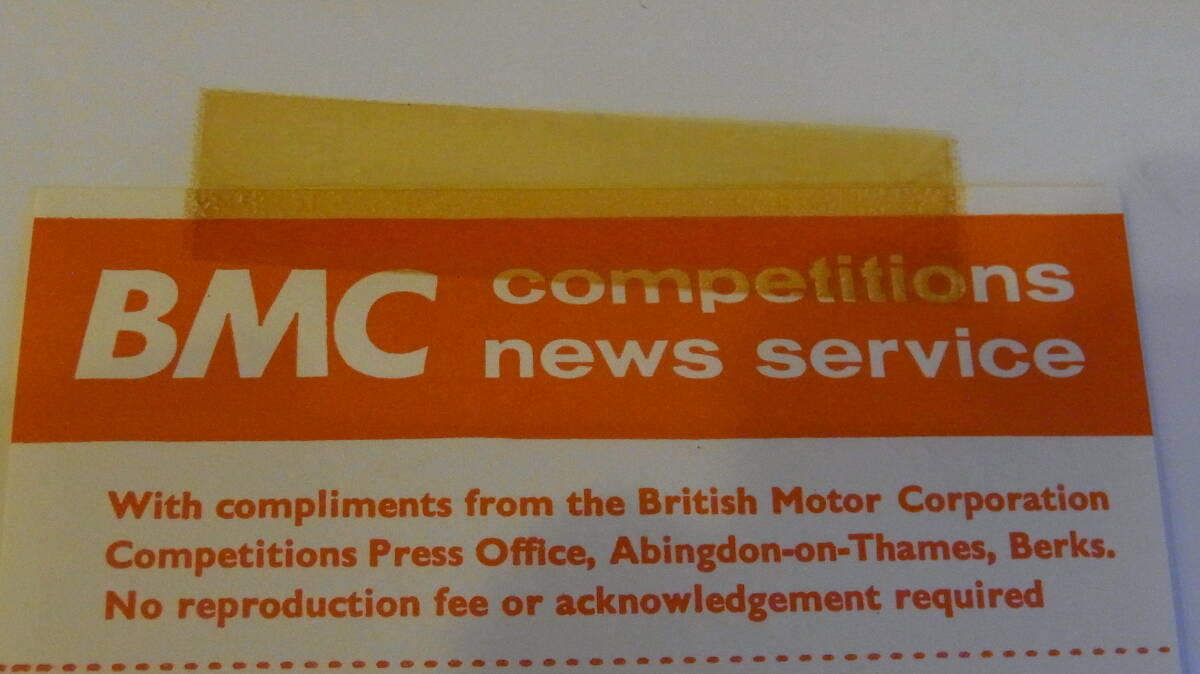 BMC competitions
news service
With compliments from the British Motor Corporation
Competitions Press Office, Abingdon-on-Thames, Berks.
No reproduction fee or acknowledgement required